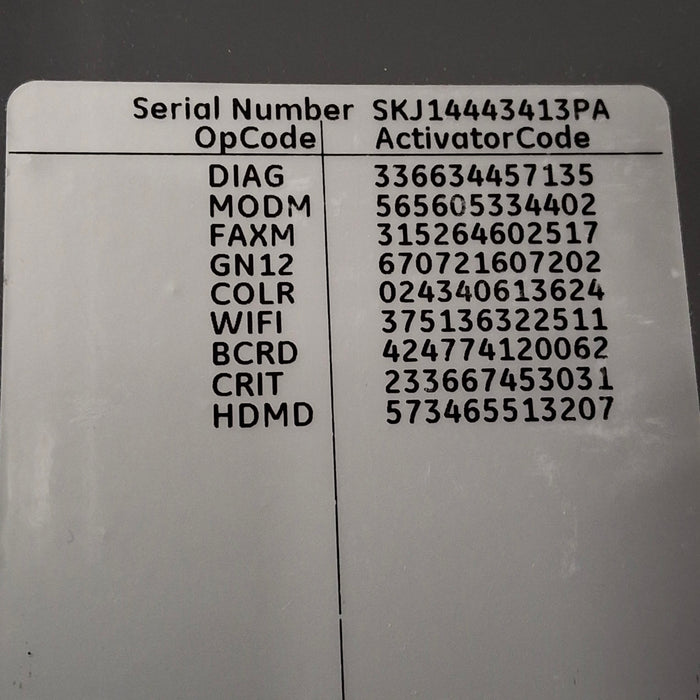 Serial Number SKJ14443413PA
OpCode ActivatorCode
DIAG 336634457135
MODM 565605334402
FAXM 315264602517
GN12 670721607202
COLR 024340613624
WIFI 375136322511
BCRD 424774120062
CRIT 233667453031
HDMD 573465513207